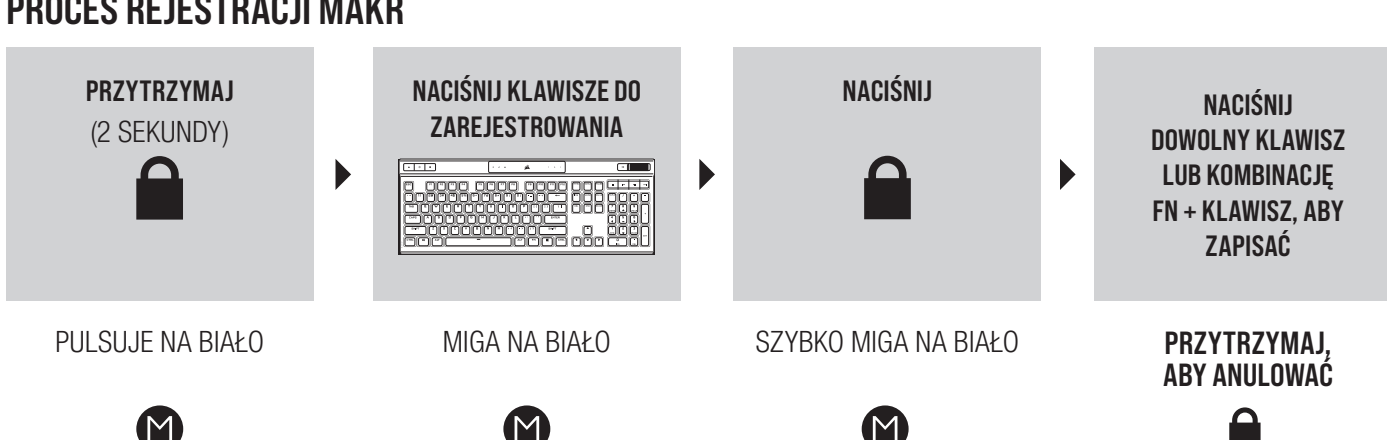 PROCES REJESTRACJI MAKR
PRZYTRZYMAJ
(2 SEKUNDY)
NACIŚNIJ KLAWISZE DO
ZAREJESTROWANIA
NACIŚNIJ
NACIŚNIJ
DOWOLNY KLAWISZ
LUB KOMBINACJĘ
FN + KLAWISZ, ABY
ZAPISAĆ
PULSUJE NA BIAŁO
MIGA NA BIAŁO
SZYBKO MIGA NA BIAŁO
PRZYTRZYMAJ,
ABY ANULOWAĆ
M
M
M